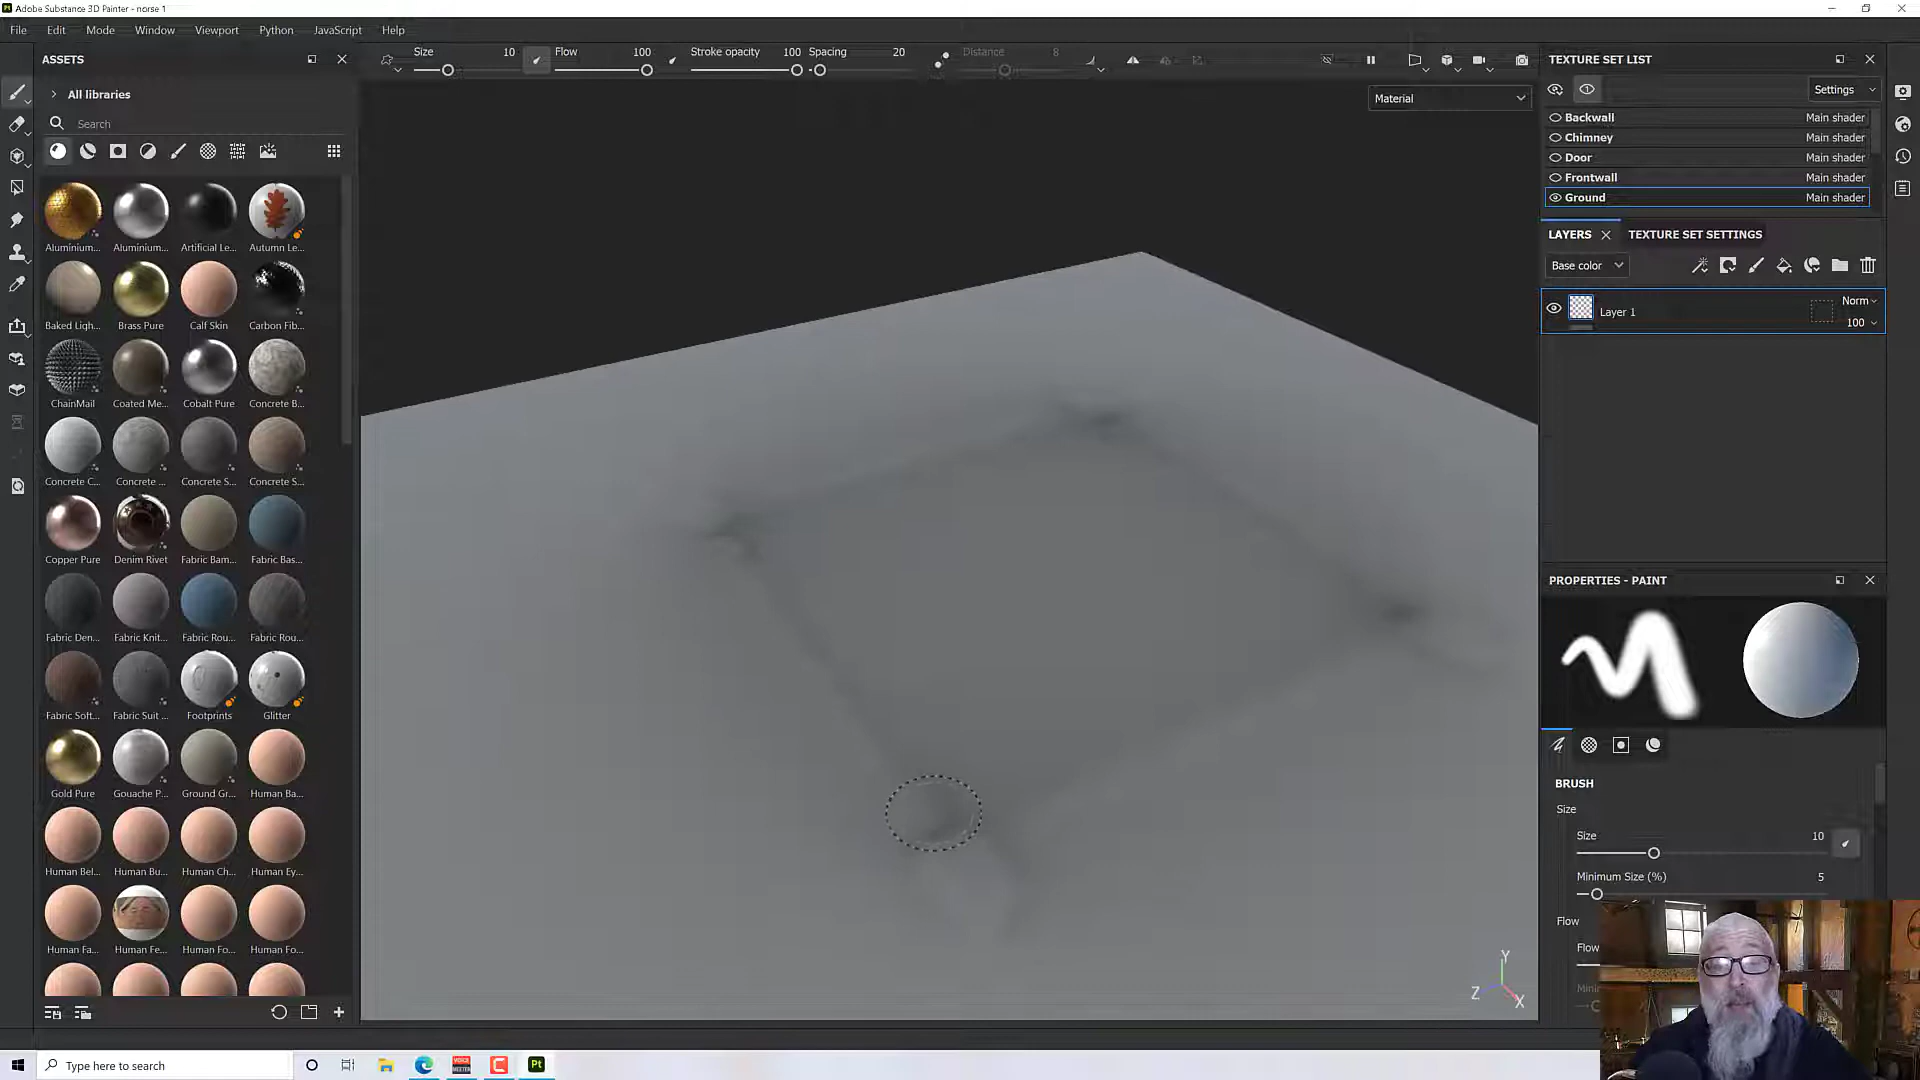 Adobe Substance 3D Painter - norse 1
File Edit Mode Window Viewport Python JavaScript Help
ASSETS
Size 10 Flow 100 Stroke opacity 100 Spacing 20 Distance 8
All libraries
Search
Material
Aluminium... Aluminium... Artificial Le... Autumn Le...
Baked Ligh... Brass Pure Calf Skin Carbon Fib...
ChainMail Coated Me... Cobalt Pure Concrete B...
Concrete C... Concrete ... Concrete S... Concrete S...
Copper Pure Denim Rivet Fabric Bam... Fabric Bas...
Fabric Den... Fabric Knit... Fabric Rou... Fabric Rou...
Fabric Soft... Fabric Suit ... Footprints Glitter
Gold Pure Gouache P... Ground Gr... Human Ba...
Human Bel... Human Bu... Human Ch... Human Ey...
Human Fa... Human Fe... Human Fo... Human Fo...
Y
Z
X
TEXTURE SET LIST
Settings
Backwall Main shader
Chimney Main shader
Door Main shader
Frontwall Main shader
Ground Main shader
LAYERS TEXTURE SET SETTINGS
Base color
Layer 1
Norm
100
PROPERTIES - PAINT
BRUSH
Size
Size 10
Minimum Size (%) 5
Flow
Flow
Type here to search
Pt